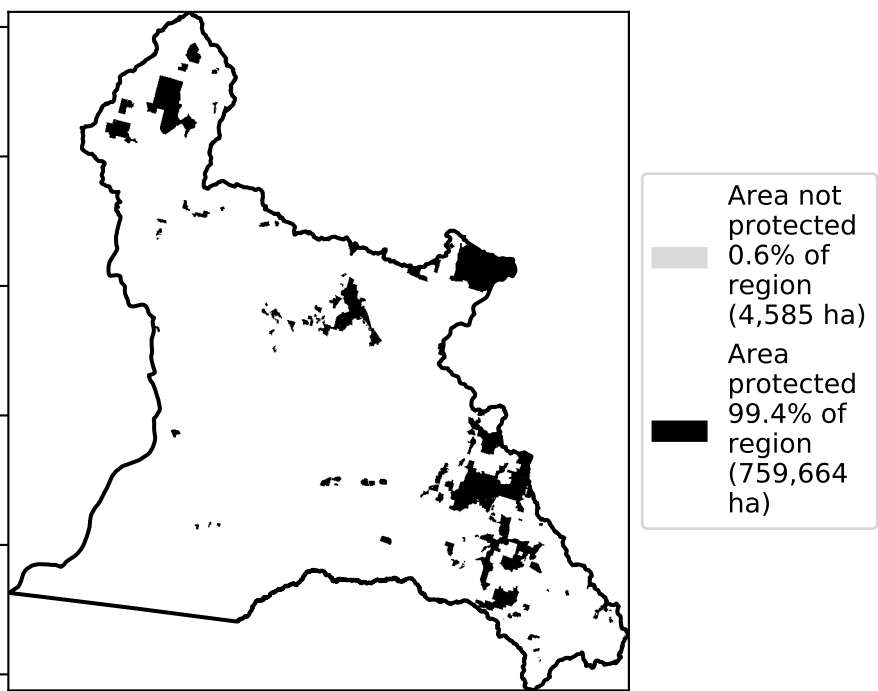 Area not
protected
0.6% of
region
(4,585 ha)
Area
protected
99.4% of
region
(759,664
ha)